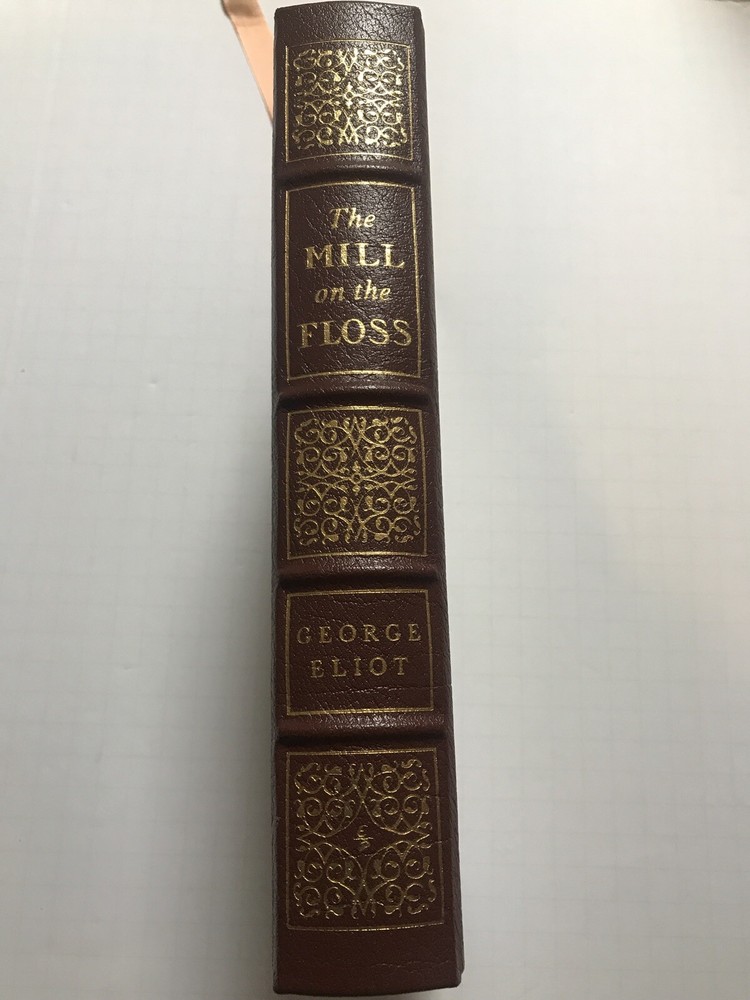 The
MILL
on the
FLOSS
GEORGE
ELIOT